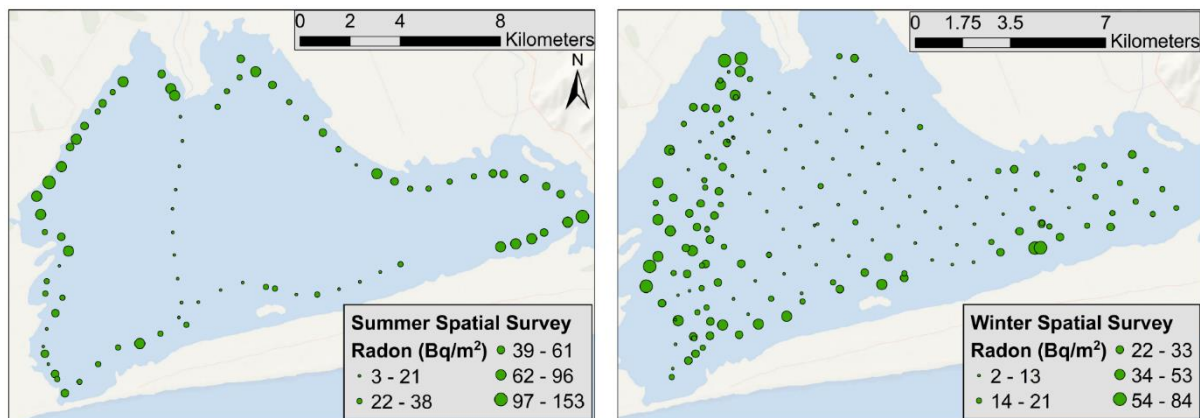 0 2 4 8
Kilometers
N
Summer Spatial Survey
Radon (Bq/m²)
3 - 21
22 - 38
39 - 61
62 - 96
97 - 153
0 1.75 3.5 7
Kilometers
Winter Spatial Survey
Radon (Bq/m²)
2 - 13
14 - 21
22 - 33
34 - 53
54 - 84